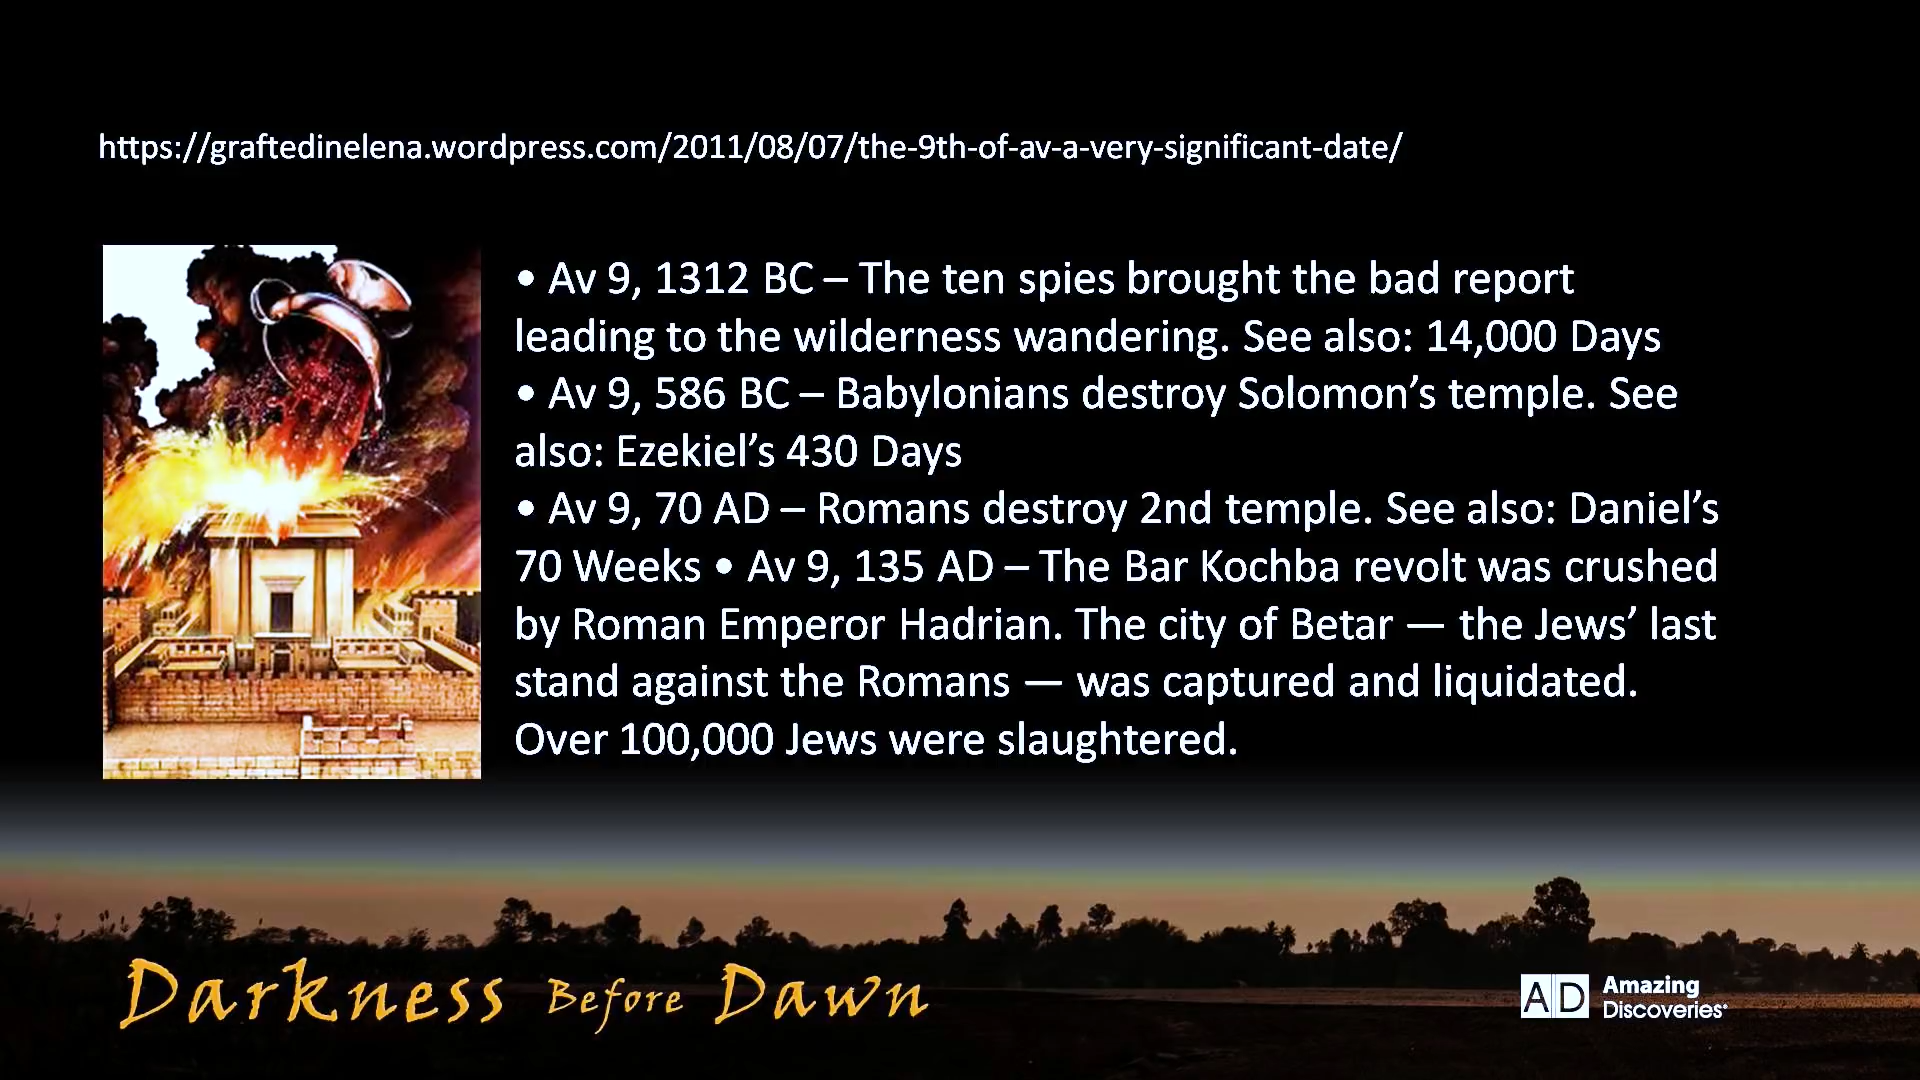 https://graftedinelena.wordpress.com/2011/08/07/the-9th-of-av-a-very-significant-date/
• Av 9, 1312 BC – The ten spies brought the bad report
leading to the wilderness wandering. See also: 14,000 Days
• Av 9, 586 BC – Babylonians destroy Solomon’s temple. See
also: Ezekiel’s 430 Days
• Av 9, 70 AD – Romans destroy 2nd temple. See also: Daniel’s
70 Weeks • Av 9, 135 AD – The Bar Kochba revolt was crushed
by Roman Emperor Hadrian. The city of Betar — the Jews’ last
stand against the Romans — was captured and liquidated.
Over 100,000 Jews were slaughtered.
Darkness Before Dawn
AD Amazing
Discoveries